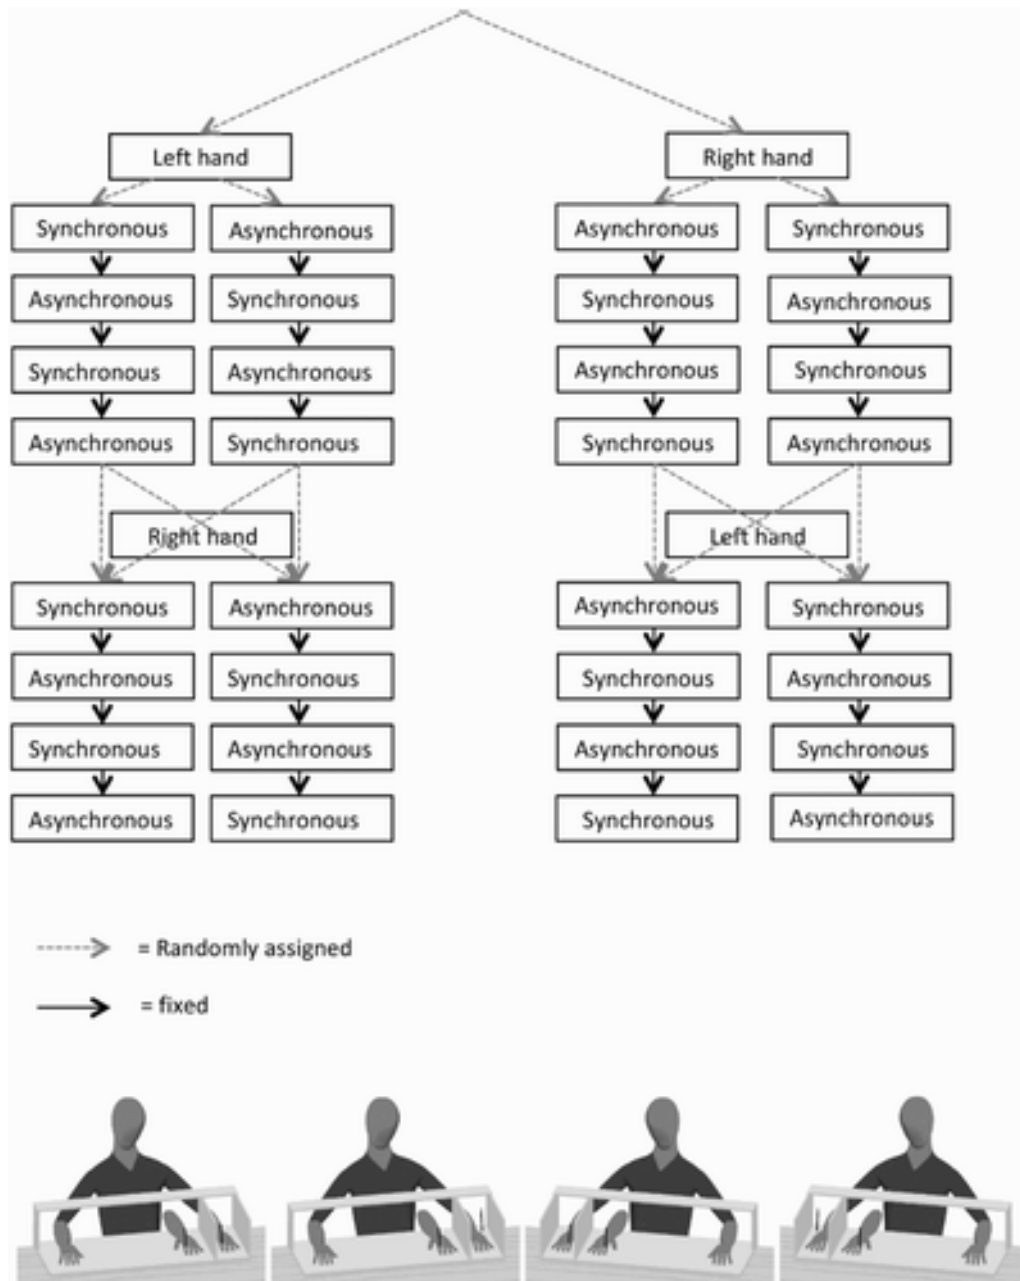 Left hand Right hand
Synchronous Asynchronous Asynchronous Synchronous
Asynchronous Synchronous Synchronous Asynchronous
Synchronous Asynchronous Asynchronous Synchronous
Asynchronous Synchronous Synchronous Asynchronous
Right hand Left hand
Synchronous Asynchronous Asynchronous Synchronous
Asynchronous Synchronous Synchronous Asynchronous
Synchronous Asynchronous Asynchronous Synchronous
Asynchronous Synchronous Synchronous Asynchronous
= Randomly assigned
= fixed